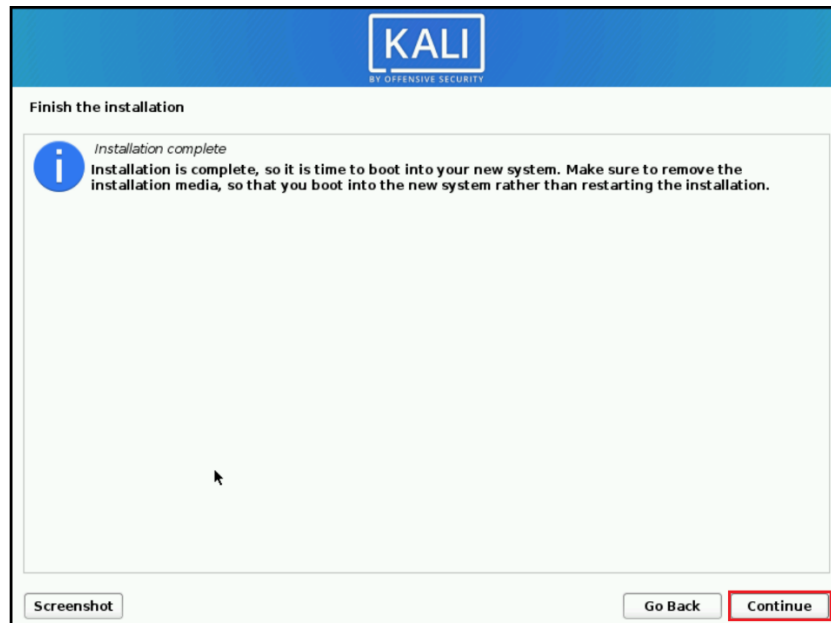 KALI
BY OFFENSIVE SECURITY
Finish the installation
Installation complete
Installation is complete, so it is time to boot into your new system. Make sure to remove the
installation media, so that you boot into the new system rather than restarting the installation.
Screenshot
Go Back
Continue